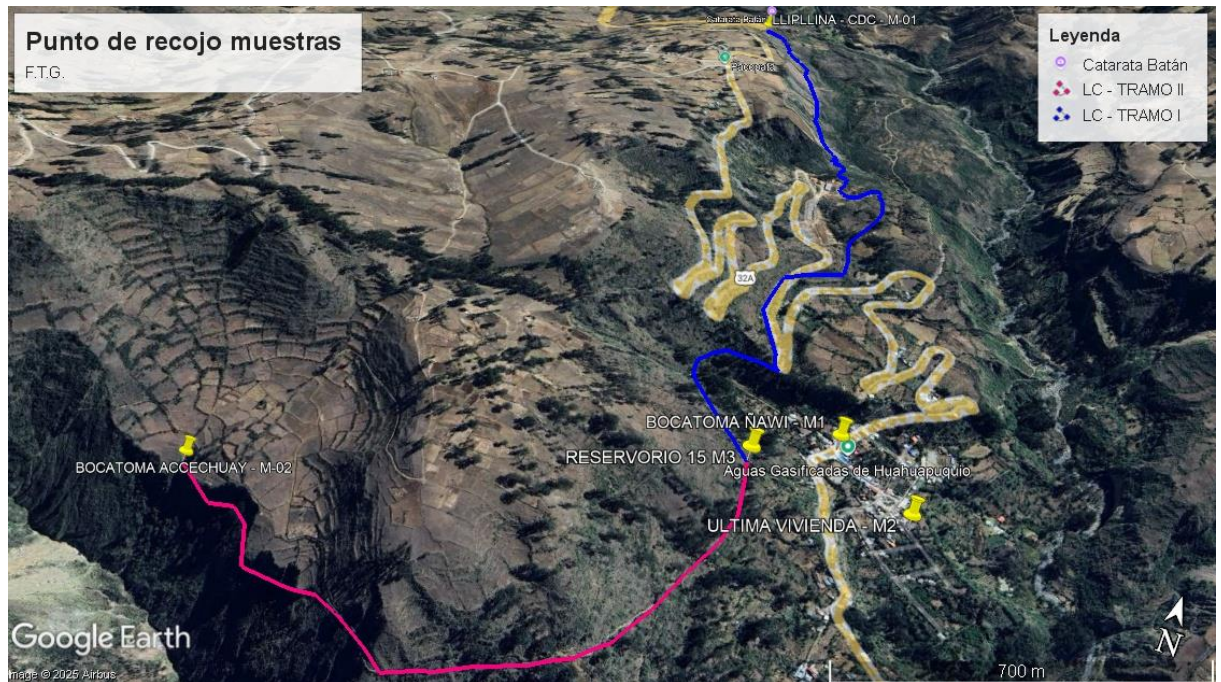 Punto de recojo muestras
F.T.G.
Leyenda
Catarata Batán
LC - TRAMO II
LC - TRAMO I
Catarata Batán
LLIPLLINA - CDC - M-01
32A
BOCATOMA ÑAWI - M1
RESERVORIO 15 M3
BOCATOMA ACCECHUAY - M-02
Aguas Gasificadas de Huahuapuquio
ULTIMA VIVIENDA - M2
Google Earth
Image © 2025 Airbus
N
700 m